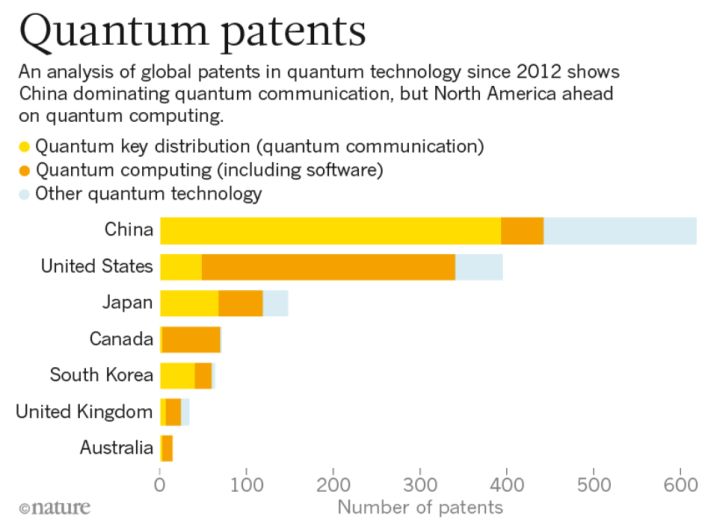 Quantum patents
An analysis of global patents in quantum technology since 2012 shows
China dominating quantum communication, but North America ahead
on quantum computing.
Quantum key distribution (quantum communication)
Quantum computing (including software)
Other quantum technology
China
United States
Japan
Canada
South Korea
United Kingdom
Australia
0 100 200 300 400 500 600
Number of patents
©nature